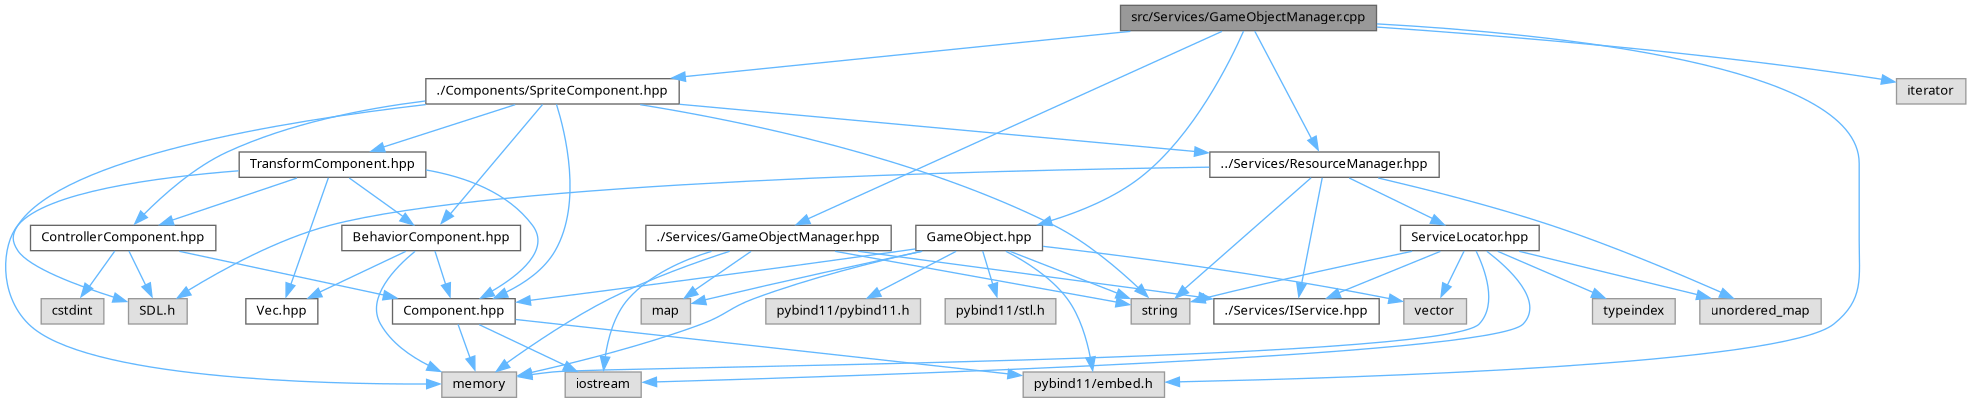 src/Services/GameObjectManager.cpp
./Components/SpriteComponent.hpp
iterator
TransformComponent.hpp
../Services/ResourceManager.hpp
ControllerComponent.hpp
BehaviorComponent.hpp
./Services/GameObjectManager.hpp
GameObject.hpp
ServiceLocator.hpp
cstdint
SDL.h
Vec.hpp
Component.hpp
map
pybind11/pybind11.h
pybind11/stl.h
string
./Services/IService.hpp
vector
typeindex
unordered_map
memory
iostream
pybind11/embed.h